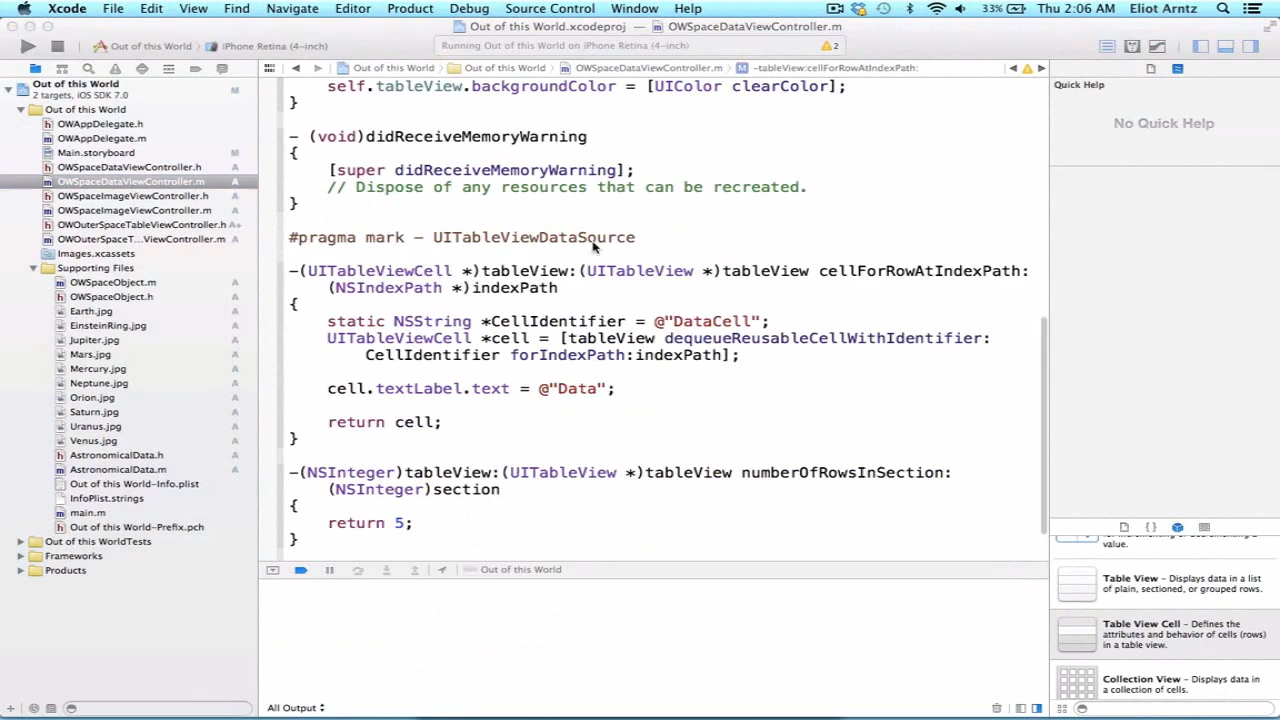 Xcode File Edit View Find Navigate Editor Product Debug Source Control Window Help 33% Thu 2:06 AM Eliot Arntz
Out of this World.xcodeproj — OWSpaceDataViewController.m
Out of this World iPhone Retina (4-inch) Running Out of this World on iPhone Retina (4-inch) 2
Out of this World Out of this World OWSpaceDataViewController.m -tableView:cellForRowAtIndexPath:
Out of this World M
2 targets, iOS SDK 7.0
Out of this World
OWAppDelegate.h
OWAppDelegate.m
Main.storyboard M
OWSpaceDataViewController.h A
OWSpaceDataViewController.m A
OWSpaceImageViewController.h A
OWSpaceImageViewController.m A
OWOuterSpaceTableViewController.h A+
OWOuterSpaceT...ViewController.m A
Images.xcassets
Supporting Files
OWSpaceObject.m A
OWSpaceObject.h A
Earth.jpg A
EinsteinRing.jpg A
Jupiter.jpg A
Mars.jpg A
Mercury.jpg A
Neptune.jpg A
Orion.jpg A
Saturn.jpg A
Uranus.jpg A
Venus.jpg A
AstronomicalData.h A
AstronomicalData.m A
Out of this World-Info.plist
InfoPlist.strings
main.m
Out of this World-Prefix.pch
Out of this WorldTests
Frameworks
Products
self.tableView.backgroundColor = [UIColor clearColor];
}
- (void)didReceiveMemoryWarning
{
[super didReceiveMemoryWarning];
// Dispose of any resources that can be recreated.
}
#pragma mark - UITableViewDataSource
-(UITableViewCell *)tableView:(UITableView *)tableView cellForRowAtIndexPath:
(NSIndexPath *)indexPath
{
static NSString *CellIdentifier = @"DataCell";
UITableViewCell *cell = [tableView dequeueReusableCellWithIdentifier:
CellIdentifier forIndexPath:indexPath];
cell.textLabel.text = @"Data";
return cell;
}
-(NSInteger)tableView:(UITableView *)tableView numberOfRowsInSection:
(NSInteger)section
{
return 5;
}
Out of this World
All Output
Quick Help
No Quick Help
value.
Table View - Displays data in a list
of plain, sectioned, or grouped rows.
Table View Cell - Defines the
attributes and behavior of cells (rows)
in a table view.
Collection View - Displays data in
a collection of cells.